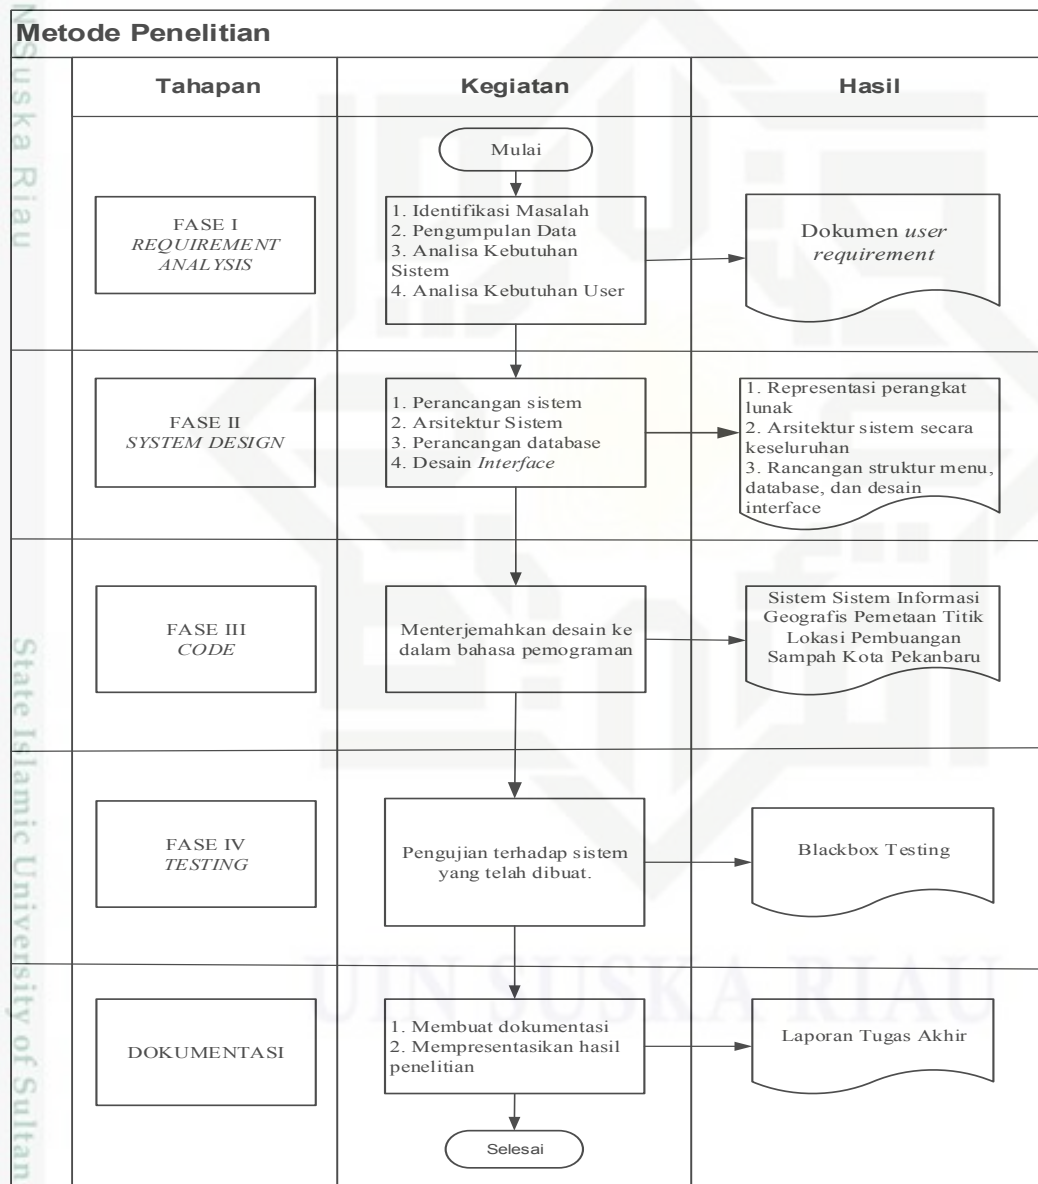 Metode Penelitian
Tahapan
Kegiatan
Hasil
Mulai
FASE I
REQUIREMENT
ANALYSIS
1. Identifikasi Masalah
2. Pengumpulan Data
3. Analisa Kebutuhan
Sistem
4. Analisa Kebutuhan User
Dokumen user
requirement
FASE II
SYSTEM DESIGN
1. Perancangan sistem
2. Arsitektur Sistem
3. Perancangan database
4. Desain Interface
1. Representasi perangkat
lunak
2. Arsitektur sistem secara
keseluruhan
3. Rancangan struktur menu,
database, dan desain
interface
FASE III
CODE
Menterjemahkan desain ke
dalam bahasa pemograman
Sistem Sistem Informasi
Geografis Pemetaan Titik
Lokasi Pembuangan
Sampah Kota Pekanbaru
FASE IV
TESTING
Pengujian terhadap sistem
yang telah dibuat.
Blackbox Testing
DOKUMENTASI
1. Membuat dokumentasi
2. Mempresentasikan hasil
penelitian
Laporan Tugas Akhir
Selesai
UIN SUSKA RIAU
N Suska Riau
State Islamic University of Sultan